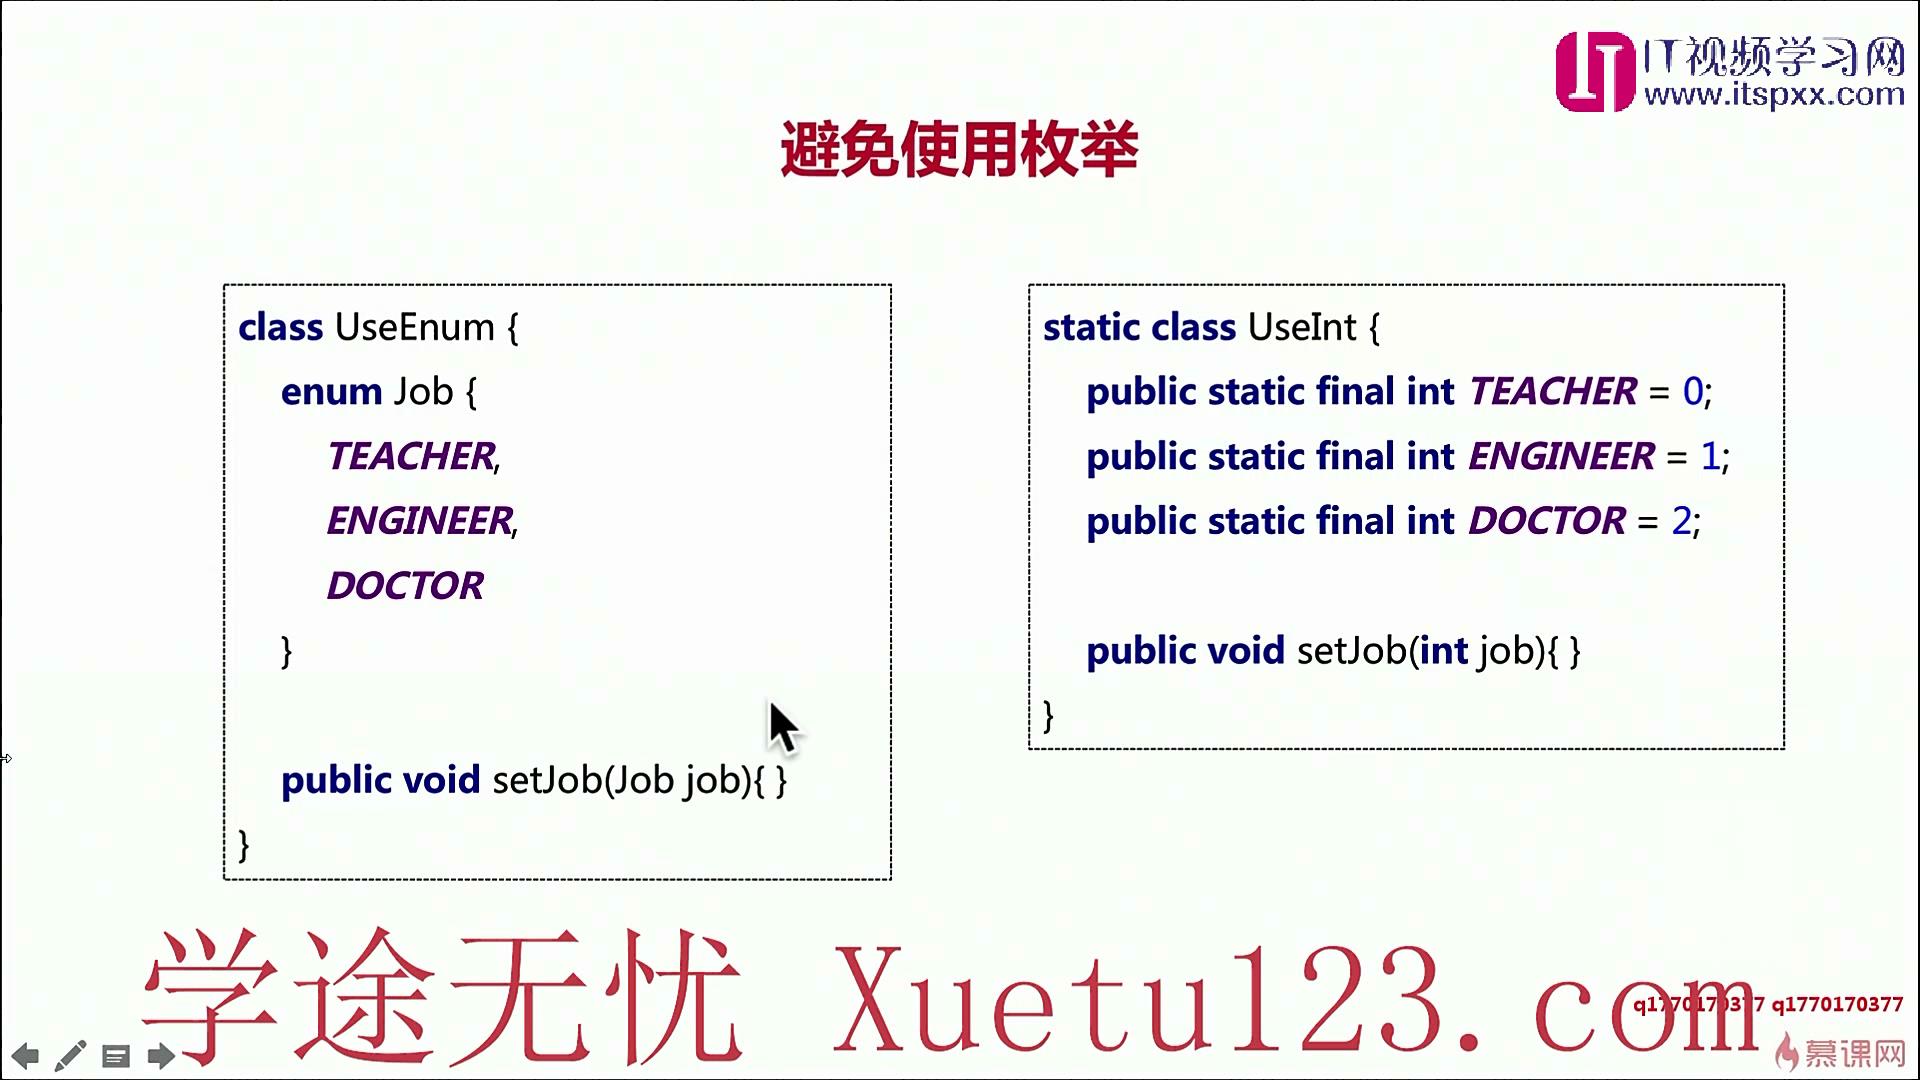 IT视频学习网
www.itspxx.com
避免使用枚举
class UseEnum {
enum Job {
TEACHER,
ENGINEER,
DOCTOR
}
public void setJob(Job job){ }
}
static class UseInt {
public static final int TEACHER = 0;
public static final int ENGINEER = 1;
public static final int DOCTOR = 2;
public void setJob(int job){ }
}
学途无忧 Xuetu123.com
q1770170377 q1770170377
慕课网